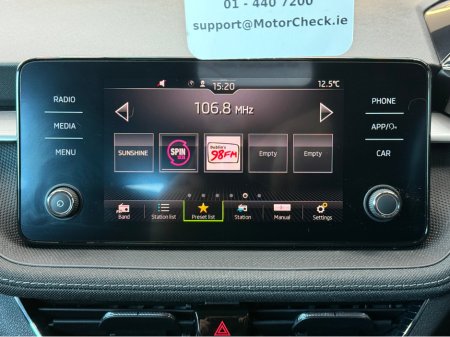 01 - 440 7200
support@MotorCheck.ie
15:20
12.5°C
RADIO
MEDIA
MENU
106.8 MHz
PHONE
APP/
CAR
SUNSHINE
SPIN
Dublin's
98FM
Empty
Empty
Band
Station list
Preset list
Station
Manual
Settings